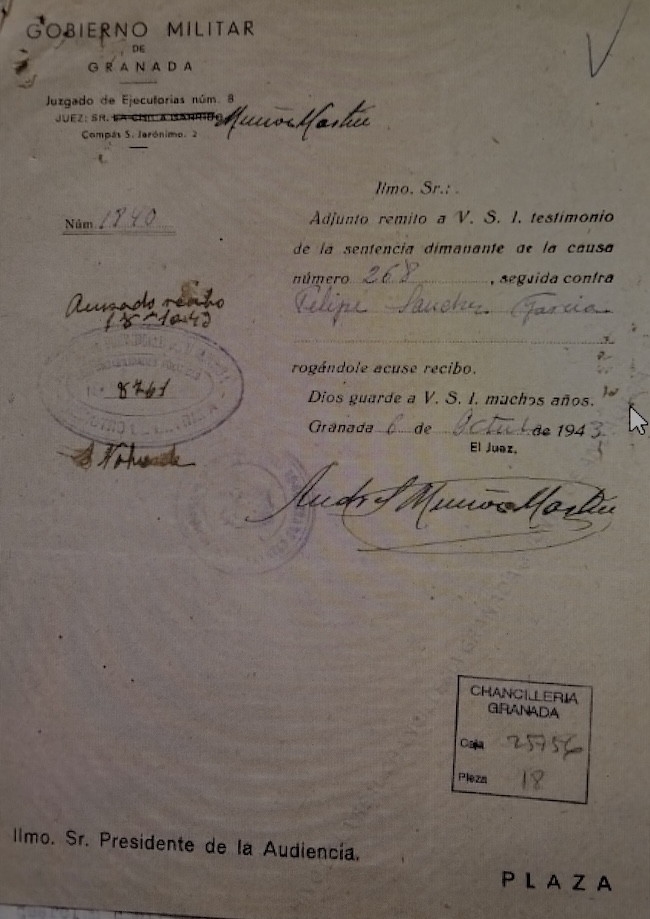 GOBIERNO MILITAR
DE
GRANADA
Juzgado de Ejecutorias núm. 8
JUEZ: SR. Muñoz Martín
Compás S. Jerónimo. 2
Núm. 1840
Ilmo. Sr.:
Adjunto remito a V. S. I. testimonio
de la sentencia dimanante de la causa
número 268, seguida contra
Felipe Sanchez Garcia
rogándole acuse recibo.
Dios guarde a V. S. I. muchos años.
Granada 6 de Octubre de 1943.
El Juez,
Andrés Muñoz Martín
Acusado recibo
18-10-43
8761
CHANCILLERIA
GRANADA
Caja 25756
Pieza 18
Ilmo. Sr. Presidente de la Audiencia.
PLAZA